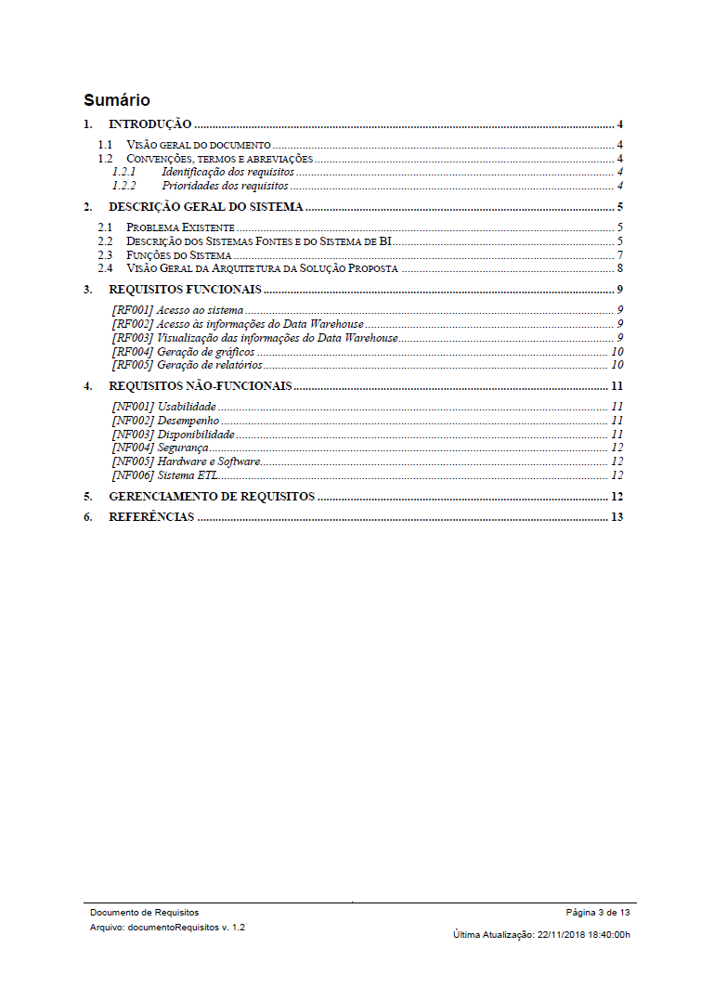 Sumário
1. INTRODUÇÃO ........ 4
1.1 VISÃO GERAL DO DOCUMENTO ........ 4
1.2 CONVENÇÕES, TERMOS E ABREVIAÇÕES ........ 4
1.2.1 Identificação dos requisitos ........ 4
1.2.2 Prioridades dos requisitos ........ 4
2. DESCRIÇÃO GERAL DO SISTEMA ........ 5
2.1 PROBLEMA EXISTENTE ........ 5
2.2 DESCRIÇÃO DOS SISTEMAS FONTES E DO SISTEMA DE BI ........ 5
2.3 FUNÇÕES DO SISTEMA ........ 7
2.4 VISÃO GERAL DA ARQUITETURA DA SOLUÇÃO PROPOSTA ........ 8
3. REQUISITOS FUNCIONAIS ........ 9
[RF001] Acesso ao sistema ........ 9
[RF002] Acesso às informações do Data Warehouse ........ 9
[RF003] Visualização das informações do Data Warehouse ........ 9
[RF004] Geração de gráficos ........ 10
[RF005] Geração de relatórios ........ 10
4. REQUISITOS NÃO-FUNCIONAIS ........ 11
[NF001] Usabilidade ........ 11
[NF002] Desempenho ........ 11
[NF003] Disponibilidade ........ 11
[NF004] Segurança ........ 12
[NF005] Hardware e Software ........ 12
[NF006] Sistema ETL ........ 12
5. GERENCIAMENTO DE REQUISITOS ........ 12
6. REFERÊNCIAS ........ 13
Documento de Requisitos Página 3 de 13
Arquivo: documentoRequisitos v. 1.2
Última Atualização: 22/11/2018 18:40:00h